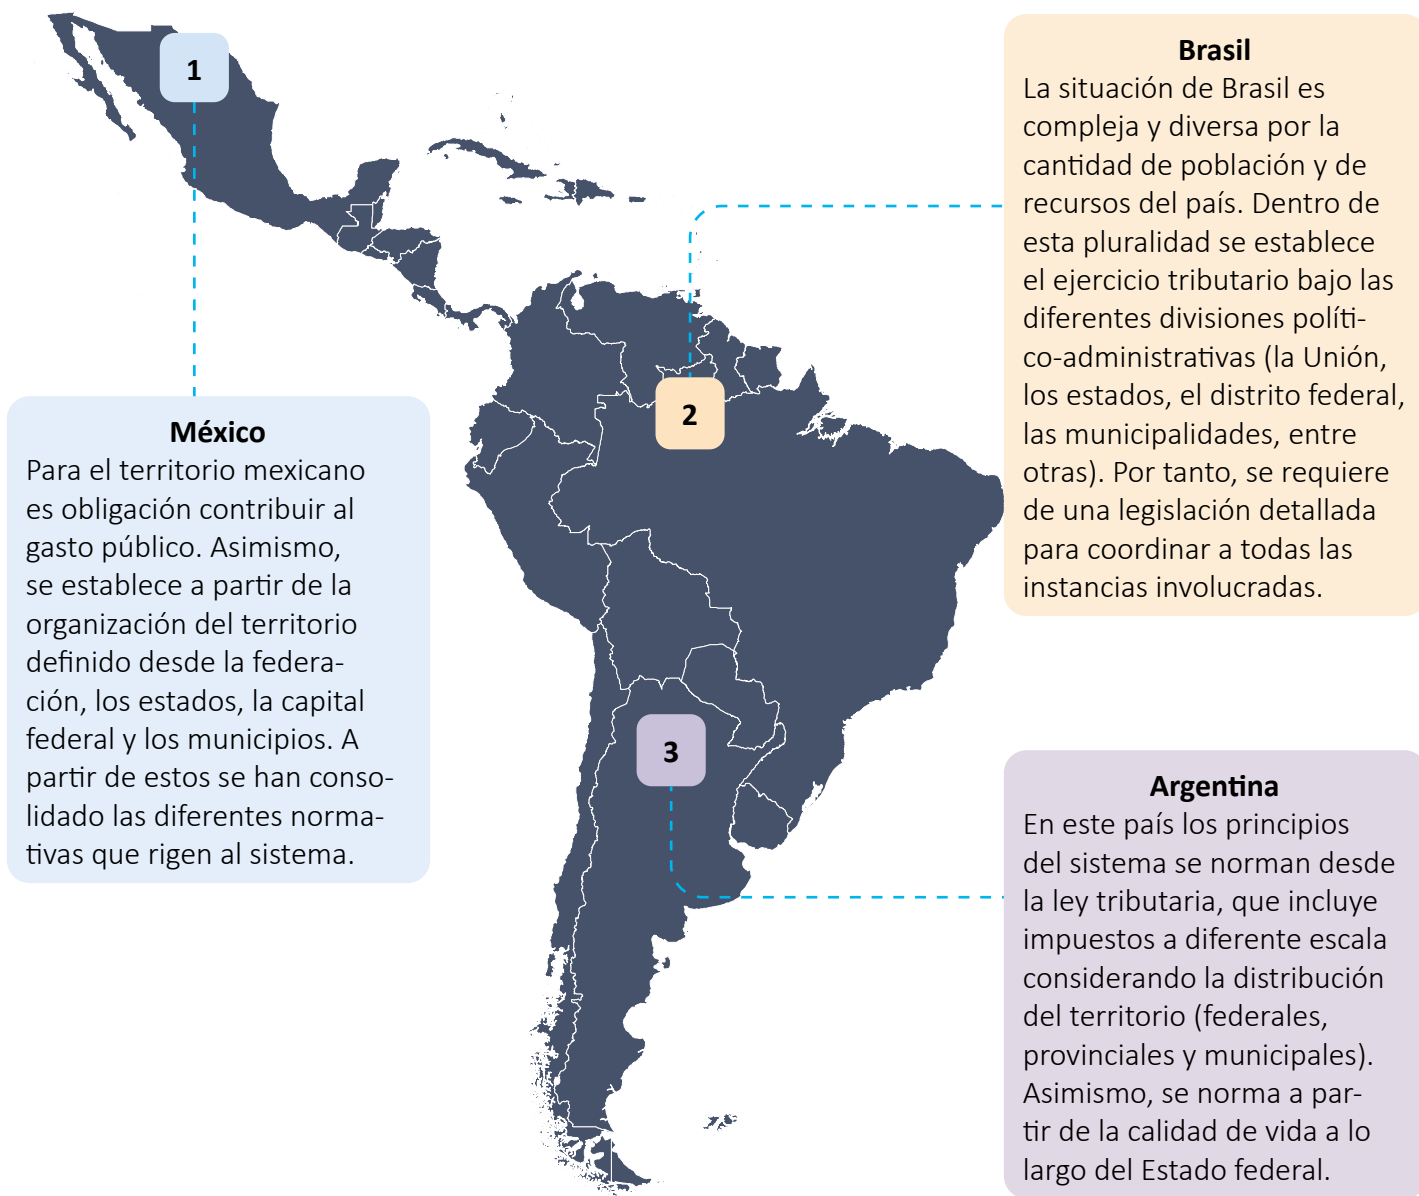 1
México
Para el territorio mexicano
es obligación contribuir al
gasto público. Asimismo,
se establece a partir de la
organización del territorio
definido desde la federa-
ción, los estados, la capital
federal y los municipios. A
partir de estos se han conso-
lidado las diferentes norma-
tivas que rigen al sistema.
2
Brasil
La situación de Brasil es
compleja y diversa por la
cantidad de población y de
recursos del país. Dentro de
esta pluralidad se establece
el ejercicio tributario bajo las
diferentes divisiones políti-
co-administrativas (la Unión,
los estados, el distrito federal,
las municipalidades, entre
otras). Por tanto, se requiere
de una legislación detallada
para coordinar a todas las
instancias involucradas.
3
Argentina
En este país los principios
del sistema se norman desde
la ley tributaria, que incluye
impuestos a diferente escala
considerando la distribución
del territorio (federales,
provinciales y municipales).
Asimismo, se norma a par-
tir de la calidad de vida a lo
largo del Estado federal.